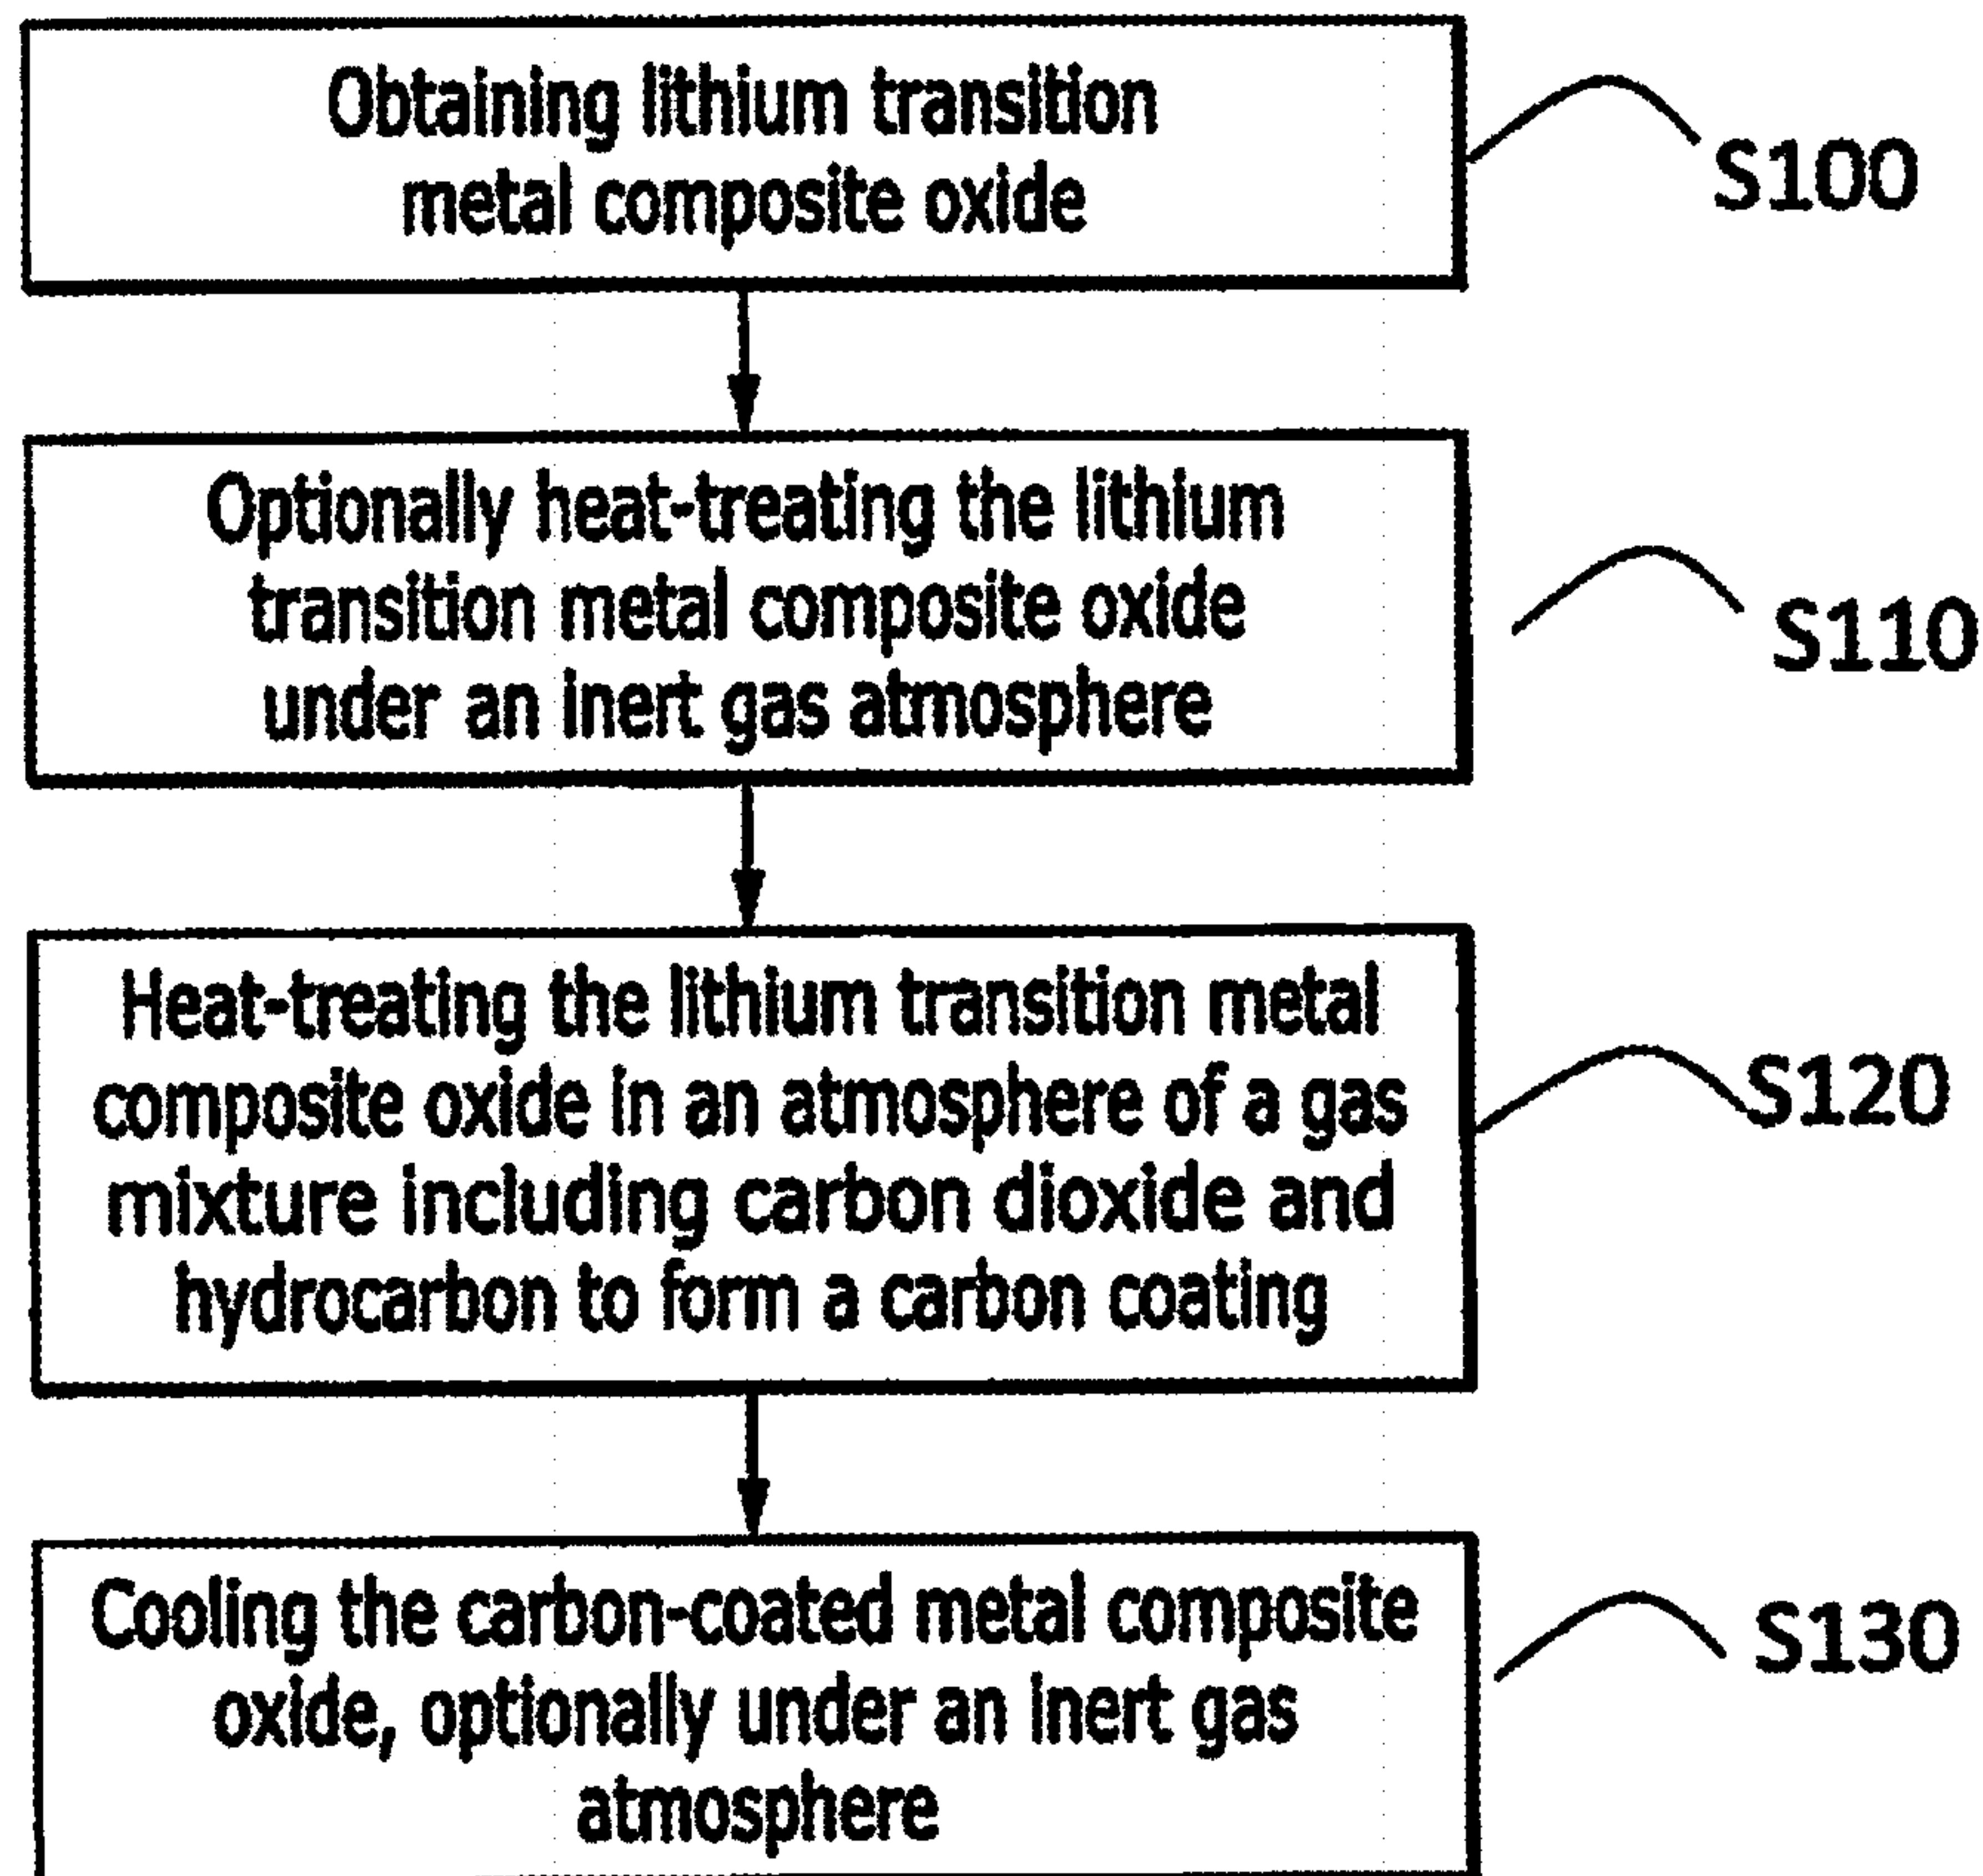 Obtaining lithium transition
metal composite oxide
S100
Optionally heat-treating the lithium
transition metal composite oxide
under an inert gas atmosphere
S110
Heat-treating the lithium transition metal
composite oxide in an atmosphere of a gas
mixture including carbon dioxide and
hydrocarbon to form a carbon coating
S120
Cooling the carbon-coated metal composite
oxide, optionally under an inert gas
atmosphere
S130